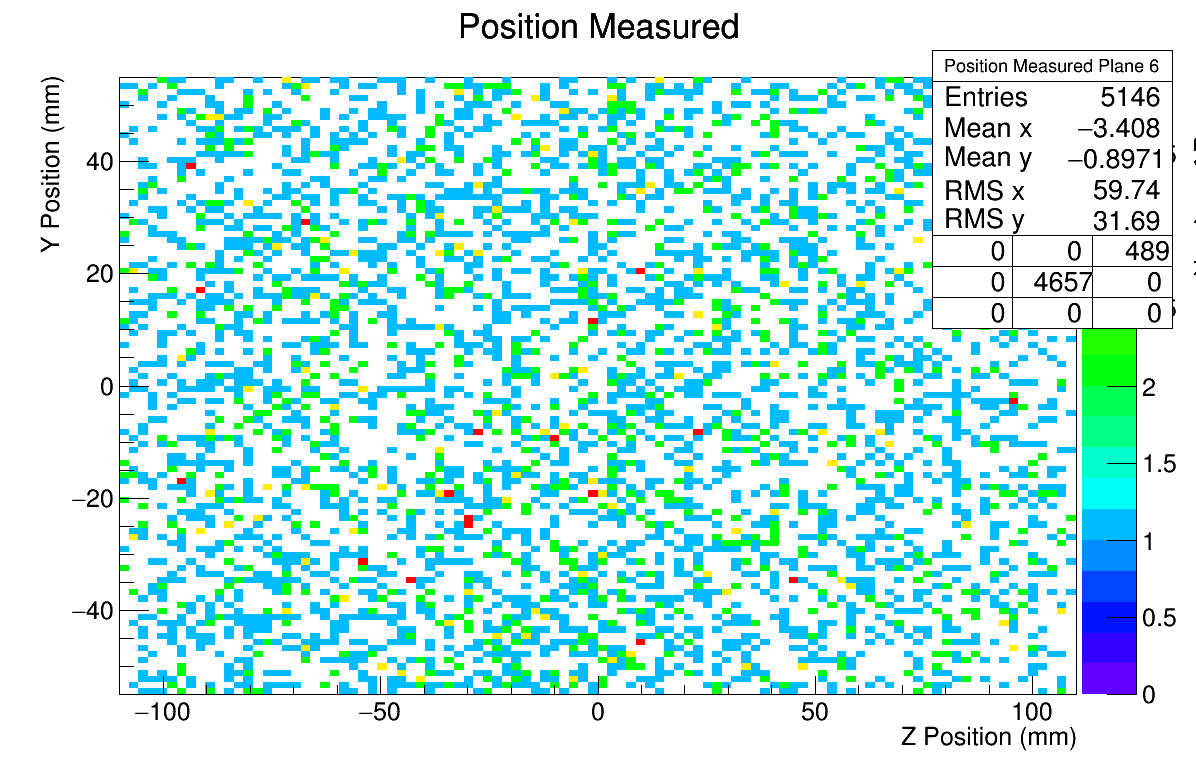 Position Measured
Position Measured Plane 6
Entries 5146
Mean x −3.408
Mean y −0.8971
RMS x 59.74
RMS y 31.69
0 0 489
0 4657 0
0 0 0
Y Position (mm)
40
20
0
−20
−40
2
1.5
1
0.5
0
−100 −50 0 50 100
Z Position (mm)